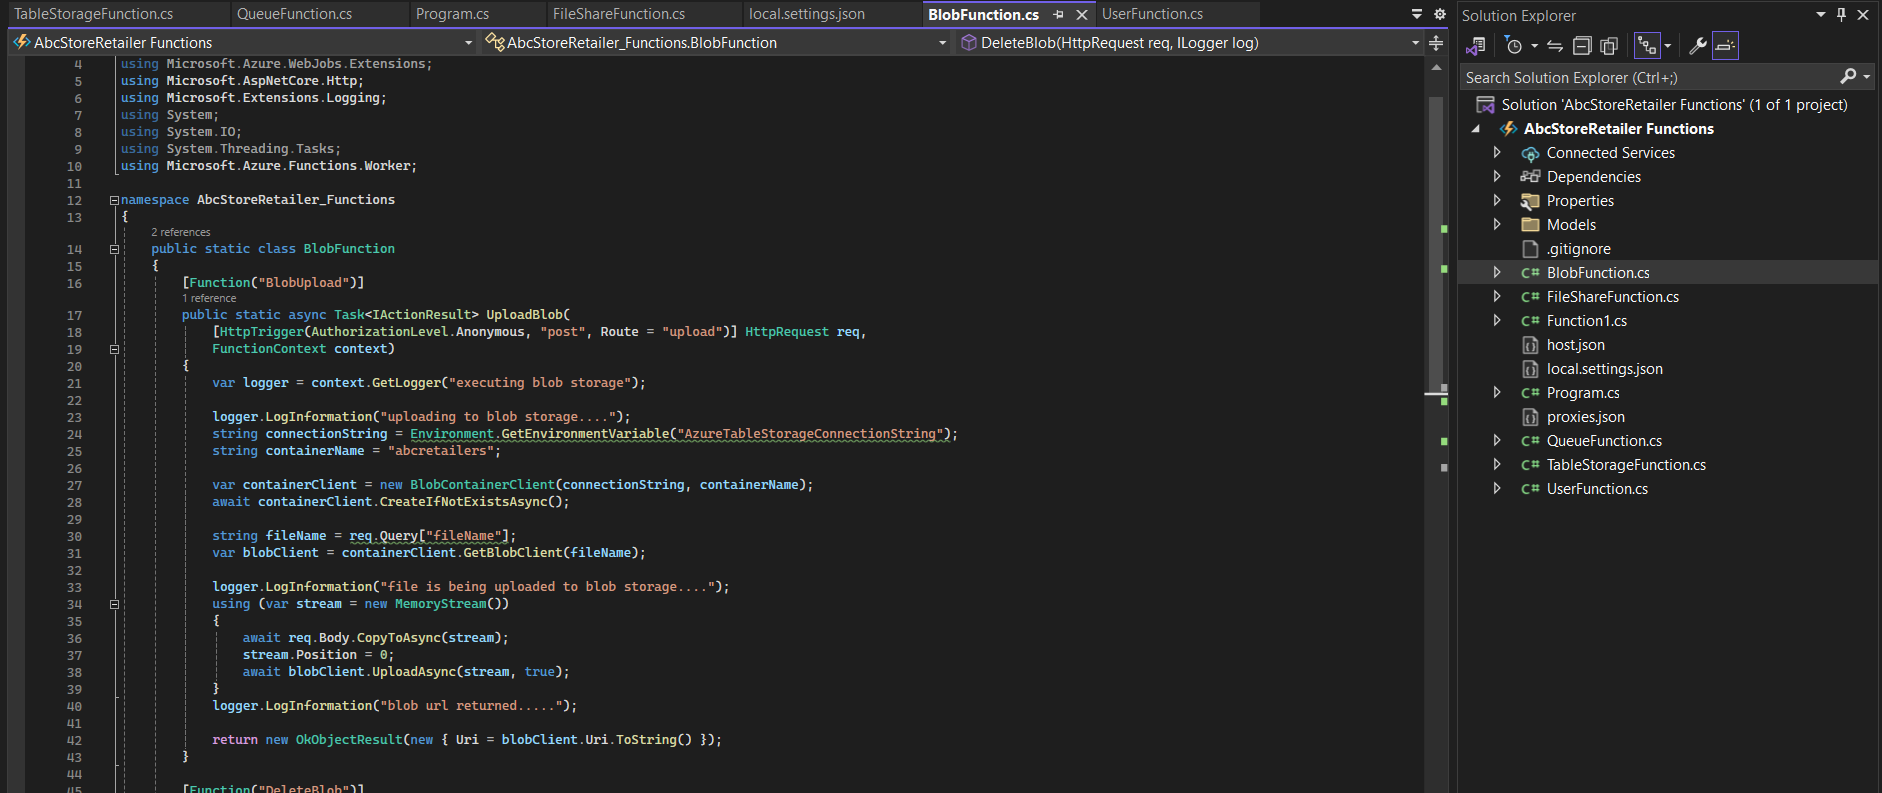 TableStorageFunction.cs QueueFunction.cs Program.cs FileShareFunction.cs local.settings.json BlobFunction.cs UserFunction.cs
AbcStoreRetailer Functions AbcStoreRetailer_Functions.BlobFunction DeleteBlob(HttpRequest req, ILogger log)
4 using Microsoft.Azure.WebJobs.Extensions;
5 using Microsoft.AspNetCore.Http;
6 using Microsoft.Extensions.Logging;
7 using System;
8 using System.IO;
9 using System.Threading.Tasks;
10 using Microsoft.Azure.Functions.Worker;
11
12 namespace AbcStoreRetailer_Functions
13 {
2 references
14 public static class BlobFunction
15 {
16 [Function("BlobUpload")]
1 reference
17 public static async Task<IActionResult> UploadBlob(
18 [HttpTrigger(AuthorizationLevel.Anonymous, "post", Route = "upload")] HttpRequest req,
19 FunctionContext context)
20 {
21 var logger = context.GetLogger("executing blob storage");
22
23 logger.LogInformation("uploading to blob storage....");
24 string connectionString = Environment.GetEnvironmentVariable("AzureTableStorageConnectionString");
25 string containerName = "abcretailers";
26
27 var containerClient = new BlobContainerClient(connectionString, containerName);
28 await containerClient.CreateIfNotExistsAsync();
29
30 string fileName = req.Query["fileName"];
31 var blobClient = containerClient.GetBlobClient(fileName);
32
33 logger.LogInformation("file is being uploaded to blob storage....");
34 using (var stream = new MemoryStream())
35 {
36 await req.Body.CopyToAsync(stream);
37 stream.Position = 0;
38 await blobClient.UploadAsync(stream, true);
39 }
40 logger.LogInformation("blob url returned.....");
41
42 return new OkObjectResult(new { Uri = blobClient.Uri.ToString() });
43 }
44
45 [Function("DeleteBlob")]
Solution Explorer
Search Solution Explorer (Ctrl+;)
Solution 'AbcStoreRetailer Functions' (1 of 1 project)
AbcStoreRetailer Functions
Connected Services
Dependencies
Properties
Models
.gitignore
C# BlobFunction.cs
C# FileShareFunction.cs
C# Function1.cs
host.json
local.settings.json
C# Program.cs
proxies.json
C# QueueFunction.cs
C# TableStorageFunction.cs
C# UserFunction.cs